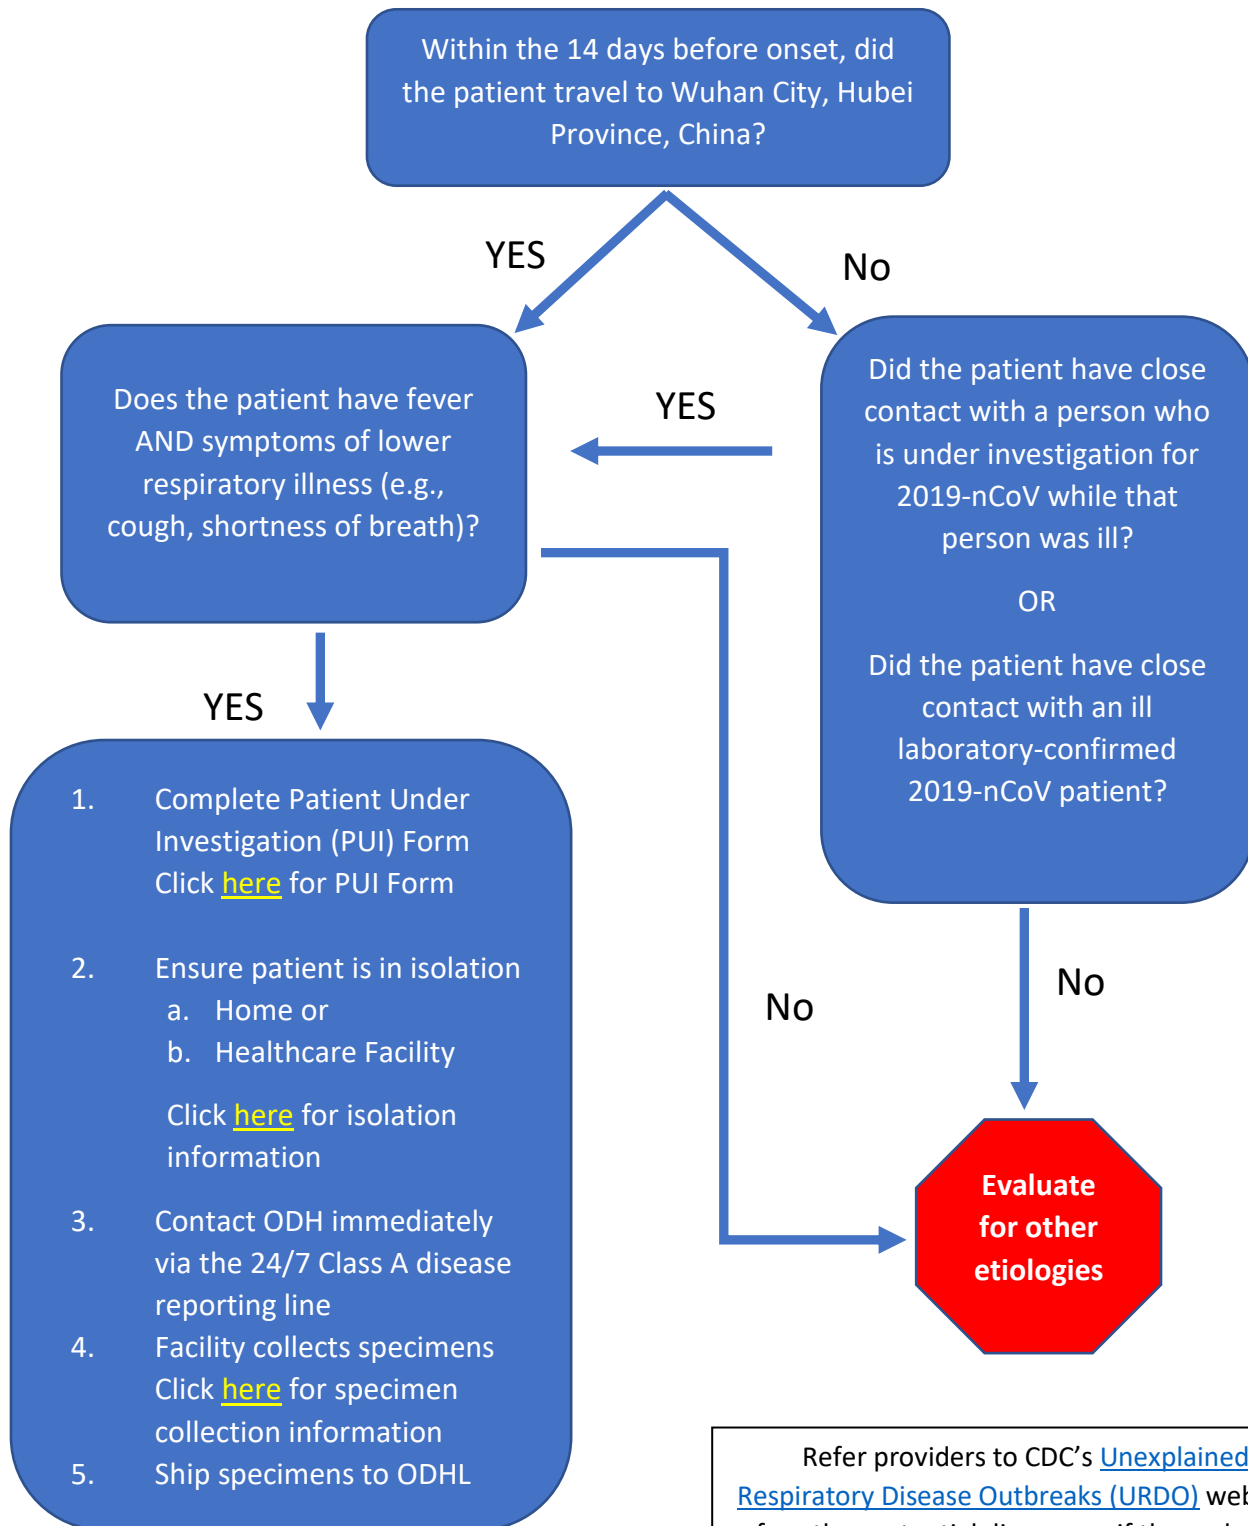 Within the 14 days before onset, did
the patient travel to Wuhan City, Hubei
Province, China?
YES
No
Does the patient have fever
AND symptoms of lower
respiratory illness (e.g.,
cough, shortness of breath)?
YES
Did the patient have close
contact with a person who
is under investigation for
2019-nCoV while that
person was ill?
OR
Did the patient have close
contact with an ill
laboratory-confirmed
2019-nCoV patient?
YES
1. Complete Patient Under
Investigation (PUI) Form
Click here for PUI Form
2. Ensure patient is in isolation
a. Home or
b. Healthcare Facility
Click here for isolation
information
3. Contact ODH immediately
via the 24/7 Class A disease
reporting line
4. Facility collects specimens
Click here for specimen
collection information
5. Ship specimens to ODHL
No
No
Evaluate
for other
etiologies
Refer providers to CDC's Unexplained
Respiratory Disease Outbreaks (URDO) web